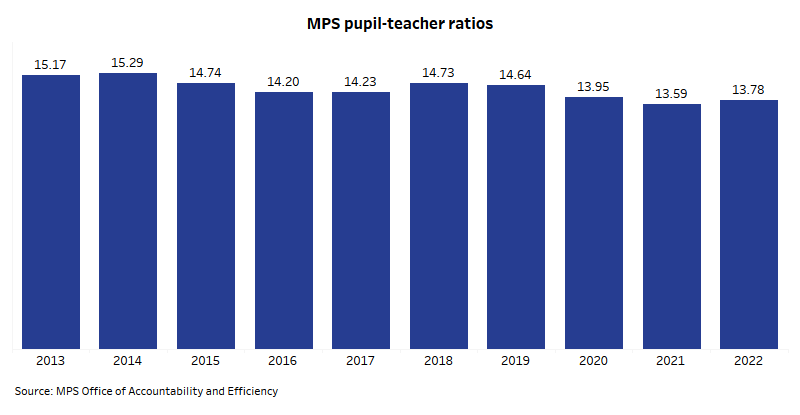 MPS pupil-teacher ratios
15.17 15.29 14.74 14.20 14.23 14.73 14.64 13.95 13.59 13.78
2013 2014 2015 2016 2017 2018 2019 2020 2021 2022
Source: MPS Office of Accountability and Efficiency